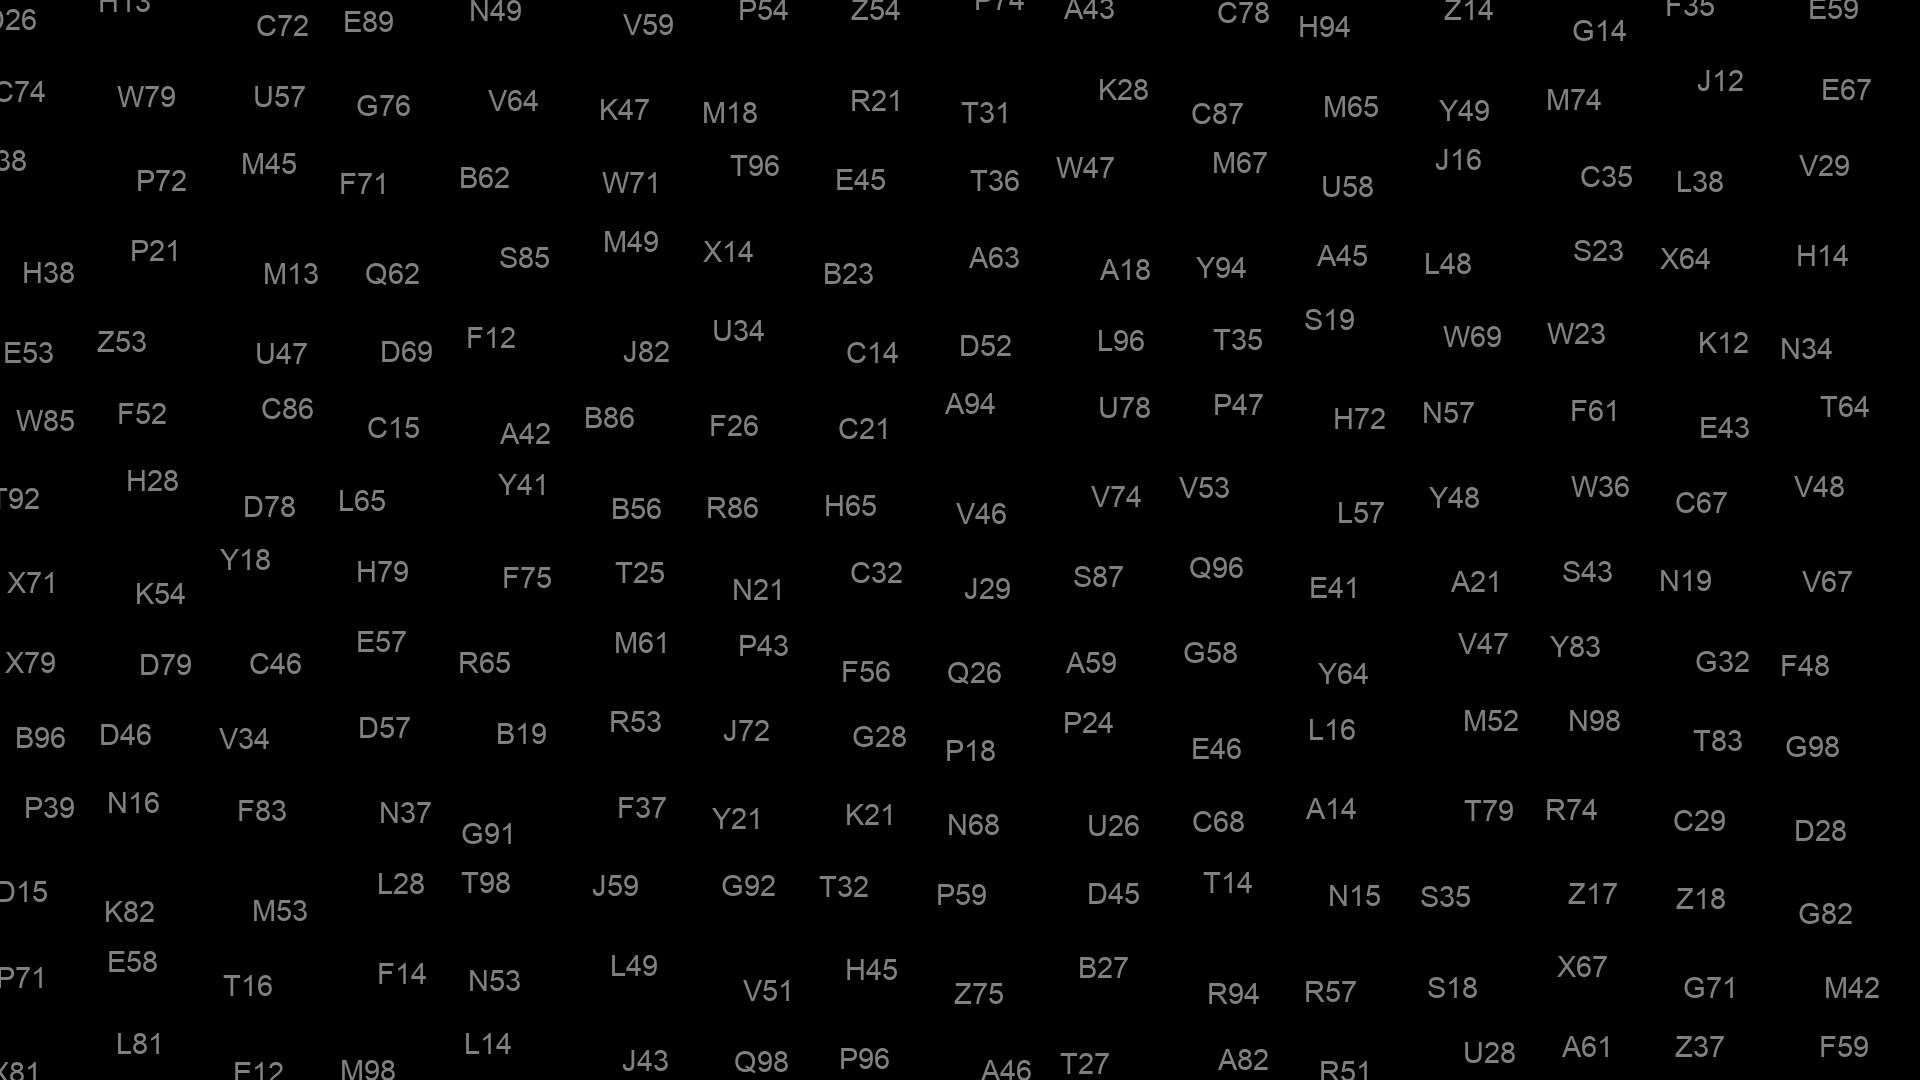 H13 C72 E89 N49 V59 P54 Z54 P74 A43 C78 H94 Z14 G14 F35 E59
C74 W79 U57 G76 V64 K47 M18 R21 T31 K28 C87 M65 Y49 M74 J12 E67
P72 M45 F71 B62 W71 T96 E45 T36 W47 M67 U58 J16 C35 L38 V29
H38 P21 M13 Q62 S85 M49 X14 B23 A63 A18 Y94 A45 L48 S23 X64 H14
E53 Z53 U47 D69 F12 J82 U34 C14 D52 L96 T35 S19 W69 W23 K12 N34
W85 F52 C86 C15 A42 B86 F26 C21 A94 U78 P47 H72 N57 F61 E43 T64
T92 H28 D78 L65 Y41 B56 R86 H65 V46 V74 V53 L57 Y48 W36 C67 V48
X71 K54 Y18 H79 F75 T25 N21 C32 J29 S87 Q96 E41 A21 S43 N19 V67
X79 D79 C46 E57 R65 M61 P43 F56 Q26 A59 G58 Y64 V47 Y83 G32 F48
B96 D46 V34 D57 B19 R53 J72 G28 P18 P24 E46 L16 M52 N98 T83 G98
P39 N16 F83 N37 G91 F37 Y21 K21 N68 U26 C68 A14 T79 R74 C29 D28
D15 K82 M53 L28 T98 J59 G92 T32 P59 D45 T14 N15 S35 Z17 Z18 G82
P71 E58 T16 F14 N53 L49 V51 H45 Z75 B27 R94 R57 S18 X67 G71 M42
X81 L81 M98 L14 J43 Q98 P96 A46 T27 A82 R51 U28 A61 Z37 F59